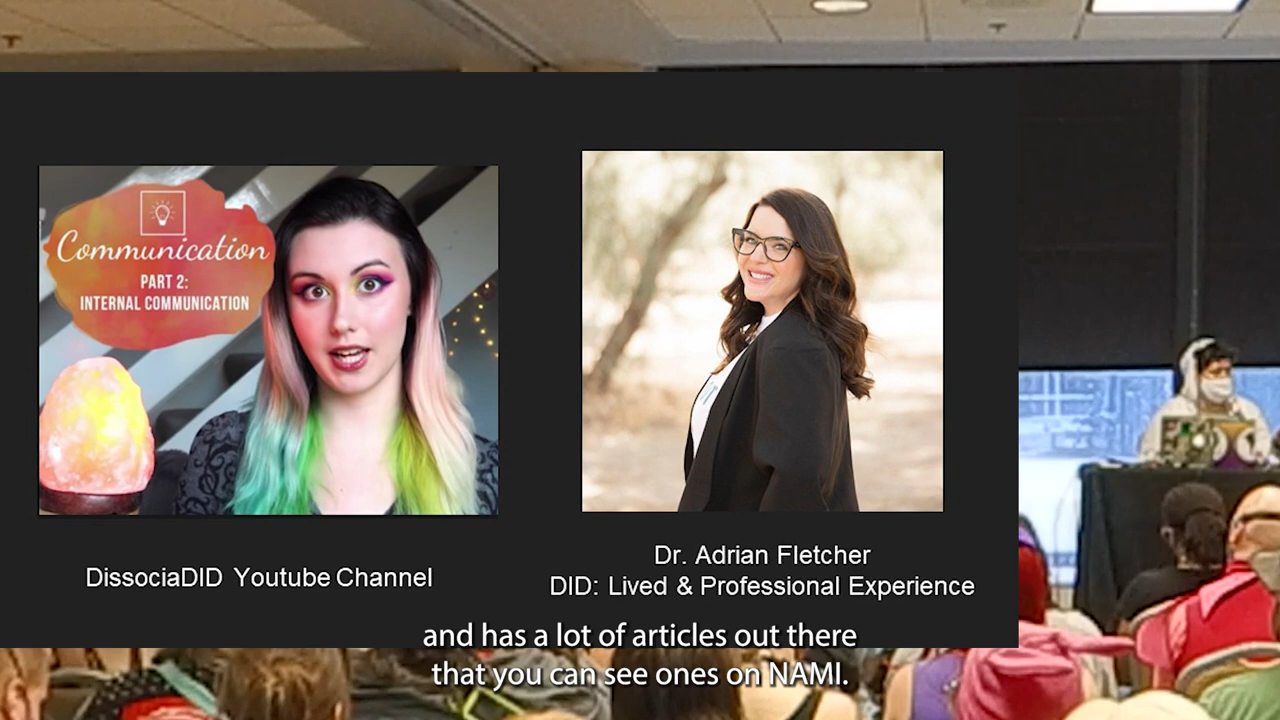 Communication
PART 2:
INTERNAL COMMUNICATION
DissociaDID Youtube Channel
Dr. Adrian Fletcher
DID: Lived & Professional Experience
and has a lot of articles out there
that you can see ones on NAMI.